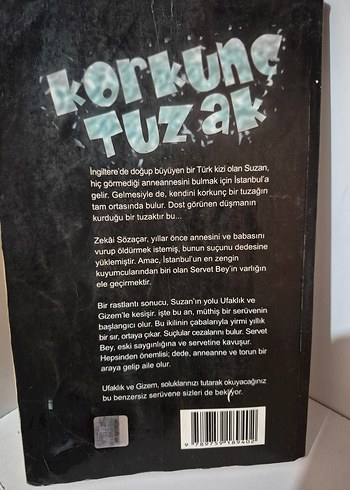 Korkunç
Tuzak
İngiltere'de doğup büyüyen bir Türk kizi olan Suzan,
hiç görmediği anneannesini bulmak için İstanbul'a
gelir. Gelmesiyle de, kendini korkunç bir tuzağın
tam ortasında bulur. Dost görünen düşmanın
kurduğu bir tuzaktır bu...
Zekâi Sözaçar, yıllar önce annesini ve babasını
vurup öldürmek istemiş, bunun suçunu dedesine
yüklemiştir. Amac, İstanbul'un en zengin
kuyumcularından biri olan Servet Bey'in varlığın
ele geçirmektir.
Bir rastlantı sonucu, Suzan'ın yolu Ufaklık ve
Gizem'le kesişir. işte bu an, müthiş bir serüvenin
başlangıcı olur. Bu ikilinin çabalarıyla yirmi yıllık
bir sır, ortaya çıkar. Suçlular cezalarını bulur. Servet
Bey, eski saygınlığına ve servetine kavuşur.
Hepsinden önemlisi; dede, anneanne ve torun bir
araya gelip aile olur.
Ufaklık ve Gizem, soluklarınızı tutarak okuyacağınız
bu benzersiz serüvene sizleri de bekliyor.
9 789759 189402